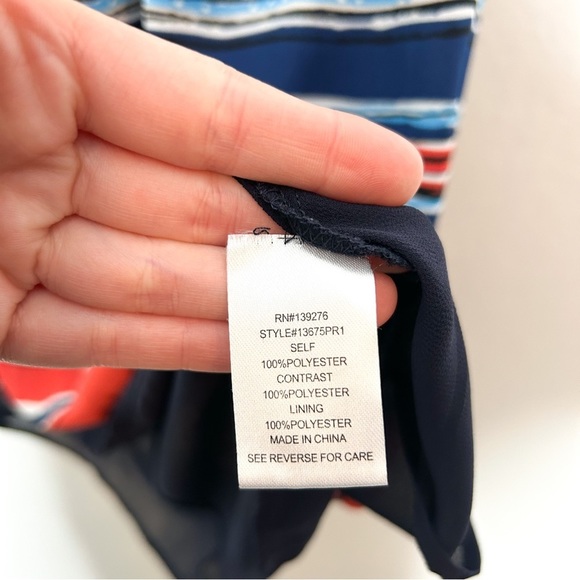 RN#139276
STYLE#13675PR1
SELF
100%POLYESTER
CONTRAST
100%POLYESTER
LINING
100%POLYESTER
MADE IN CHINA
SEE REVERSE FOR CARE